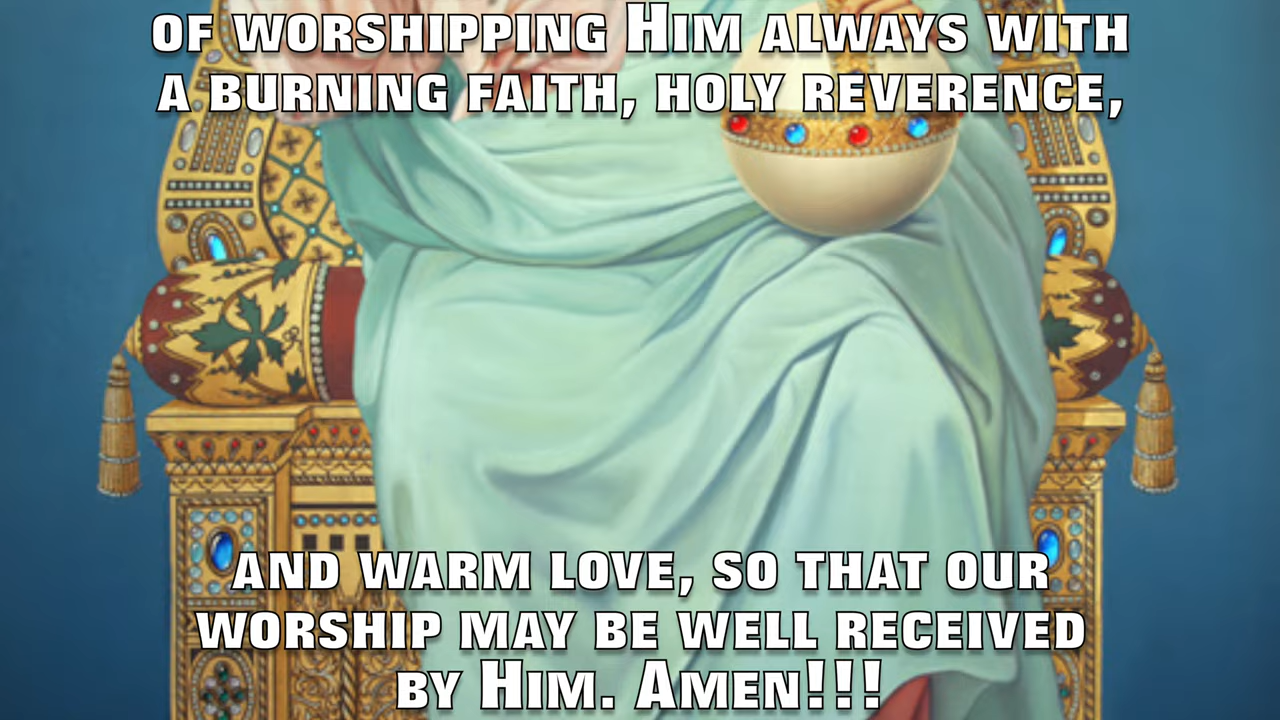 of worshipping Him always with
a burning faith, holy reverence,
and warm love, so that our
worship may be well received
by Him. Amen!!!